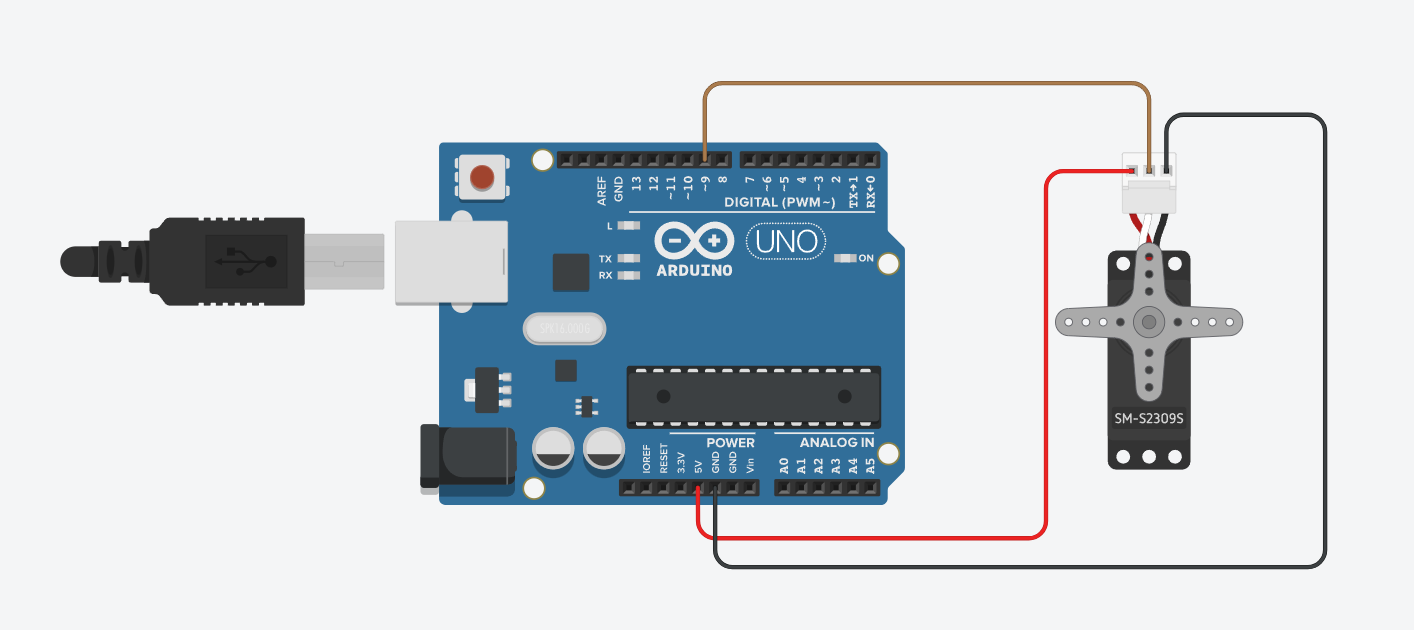 AREF
GND
13
12
~11
~10
~9
8
7
~6
~5
4
~3
2
TX→1
RX←0
DIGITAL (PWM~)
L
TX
RX
UNO
ARDUINO
ON
POWER
ANALOG IN
IOREF
RESET
3.3V
5V
GND
GND
Vin
A0
A1
A2
A3
A4
A5
SM-S2309S